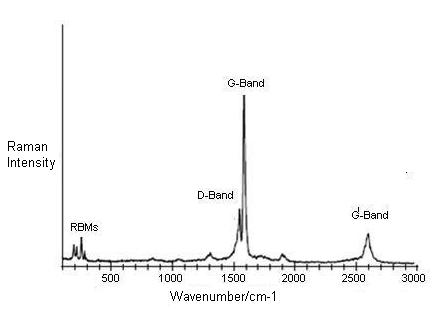 G-Band
Raman
Intensity
D-Band
G'-Band
RBMs
500
1000
1500
2000
2500
3000
Wavenumber/cm-1